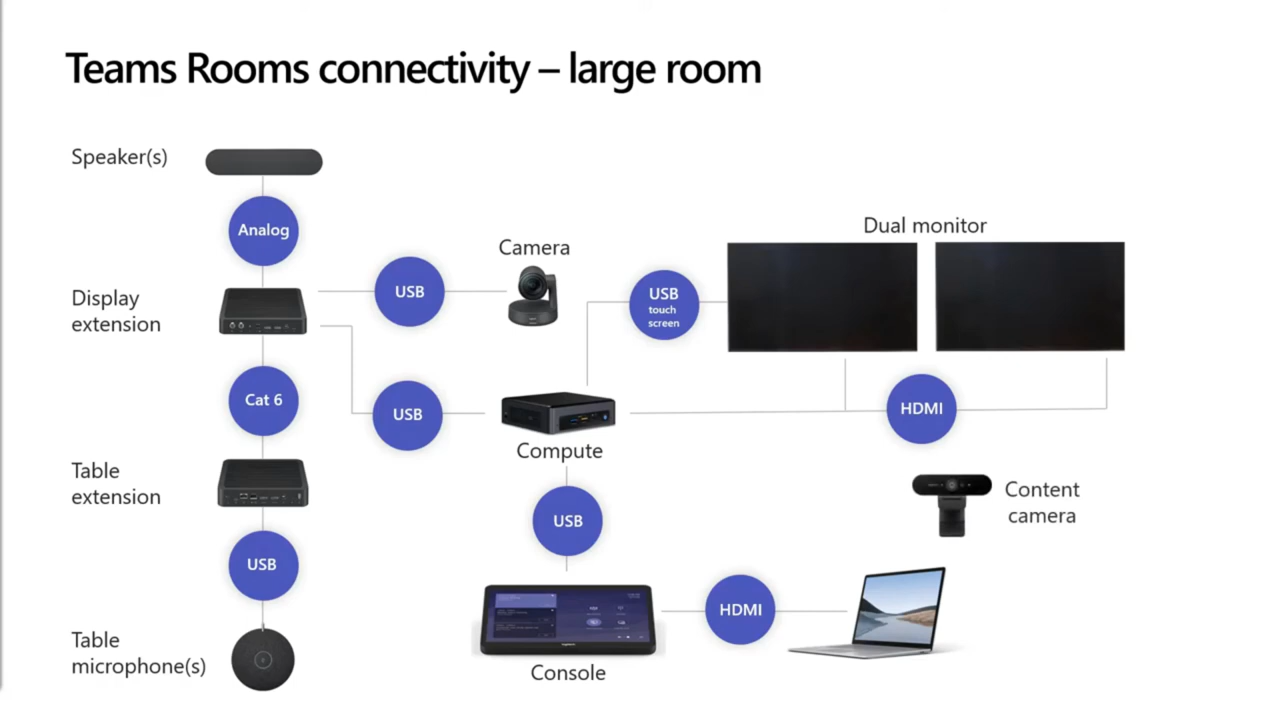 Teams Rooms connectivity – large room
Speaker(s)
Analog
Dual monitor
Camera
USB
USB
touch
screen
Display
extension
Cat 6
USB
HDMI
Compute
Table
extension
Content
camera
USB
USB
HDMI
Table
microphone(s)
Console